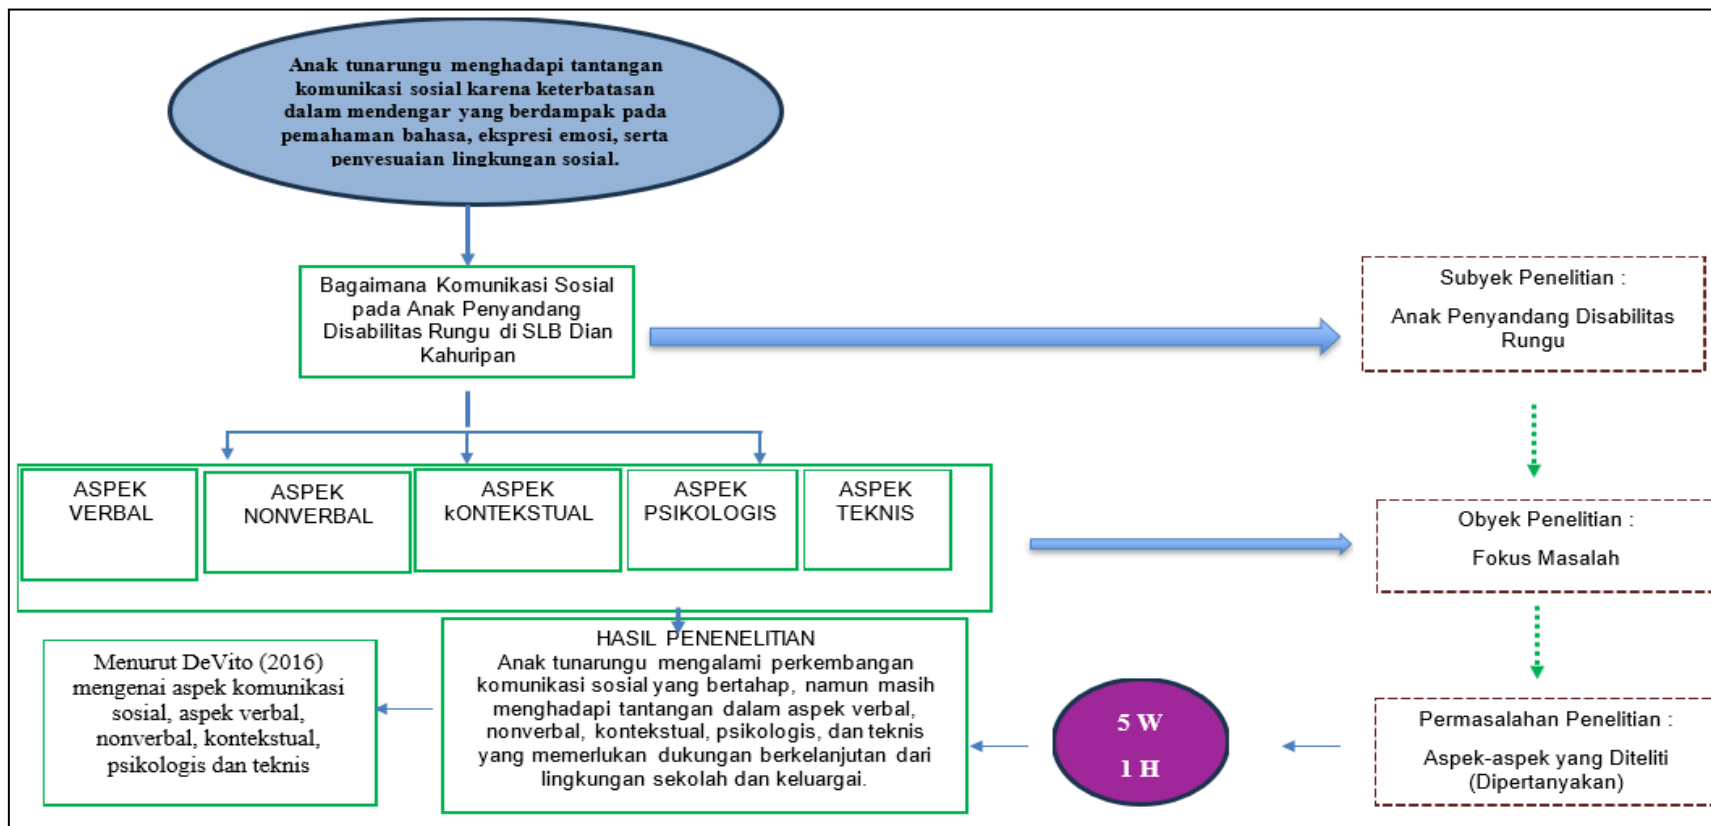 Anak tunarungu menghadapi tantangan
komunikasi sosial karena keterbatasan
dalam mendengar yang berdampak pada
pemahaman bahasa, ekspresi emosi, serta
penyesuaian lingkungan sosial.
Bagaimana Komunikasi Sosial
pada Anak Penyandang
Disabilitas Rungu di SLB Dian
Kahuripan
Subyek Penelitian :
Anak Penyandang Disabilitas
Rungu
ASPEK
VERBAL
ASPEK
NONVERBAL
ASPEK
kONTEKSTUAL
ASPEK
PSIKOLOGIS
ASPEK
TEKNIS
Obyek Penelitian :
Fokus Masalah
Menurut DeVito (2016)
mengenai aspek komunikasi
sosial, aspek verbal,
nonverbal, kontekstual,
psikologis dan teknis
HASIL PENENELITIAN
Anak tunarungu mengalami perkembangan
komunikasi sosial yang bertahap, namun masih
menghadapi tantangan dalam aspek verbal,
nonverbal, kontekstual, psikologis, dan teknis
yang memerlukan dukungan berkelanjutan dari
lingkungan sekolah dan keluargai.
5 W
1 H
Permasalahan Penelitian :
Aspek-aspek yang Diteliti
(Dipertanyakan)